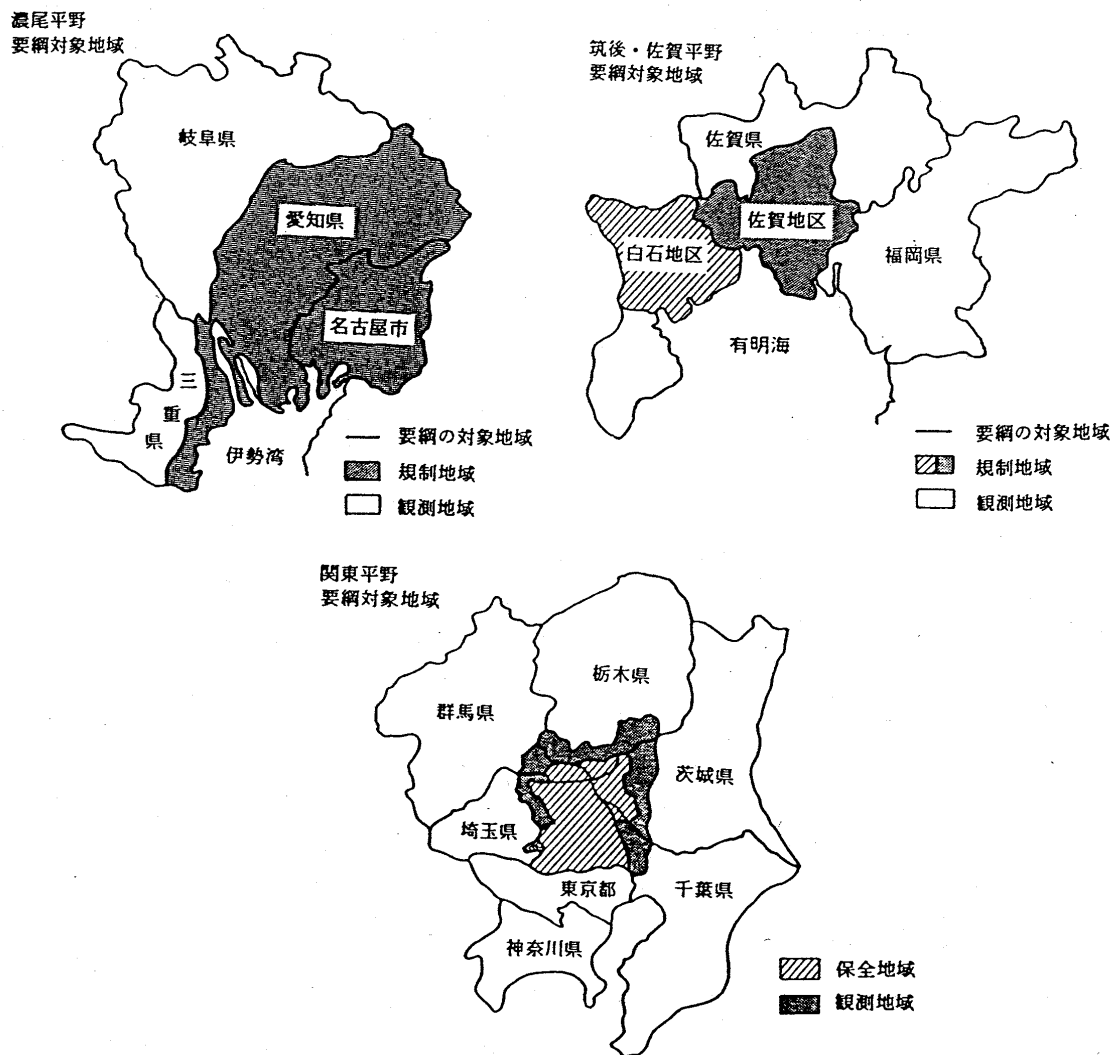 濃尾平野
要綱対象地域
岐阜県
愛知県
名古屋市
三重県
伊勢湾
要綱の対象地域
規制地域
観測地域
筑後・佐賀平野
要綱対象地域
佐賀県
佐賀地区
白石地区
福岡県
有明海
要綱の対象地域
規制地域
観測地域
関東平野
要綱対象地域
栃木県
群馬県
茨城県
埼玉県
東京都
千葉県
神奈川県
保全地域
観測地域